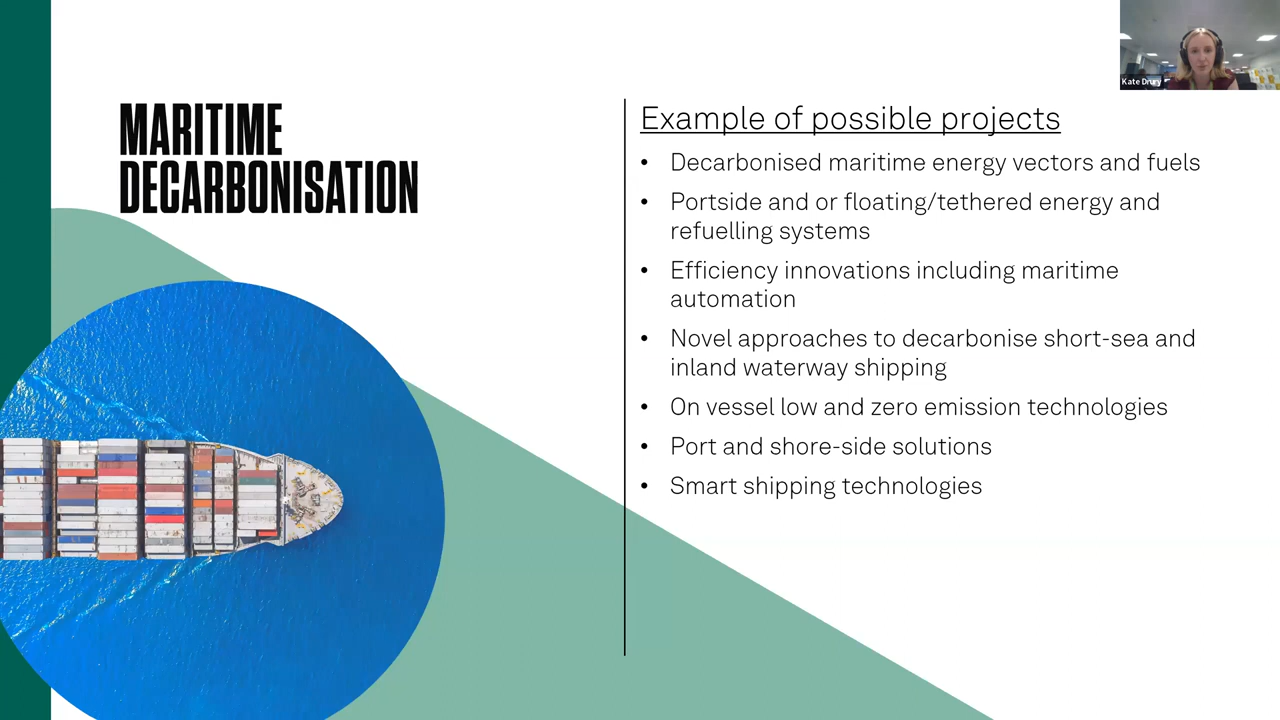 MARITIME
DECARBONISATION
Example of possible projects
• Decarbonised maritime energy vectors and fuels
• Portside and or floating/tethered energy and
refuelling systems
• Efficiency innovations including maritime
automation
• Novel approaches to decarbonise short-sea and
inland waterway shipping
• On vessel low and zero emission technologies
• Port and shore-side solutions
• Smart shipping technologies
Kate Drury